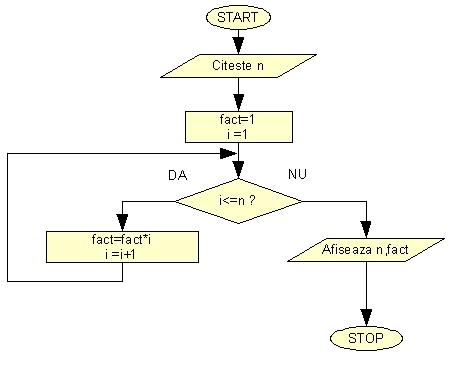 START
Citeste n
fact=1
i =1
DA
NU
i<=n ?
fact=fact*i
i =i+1
Afiseaza n,fact
STOP